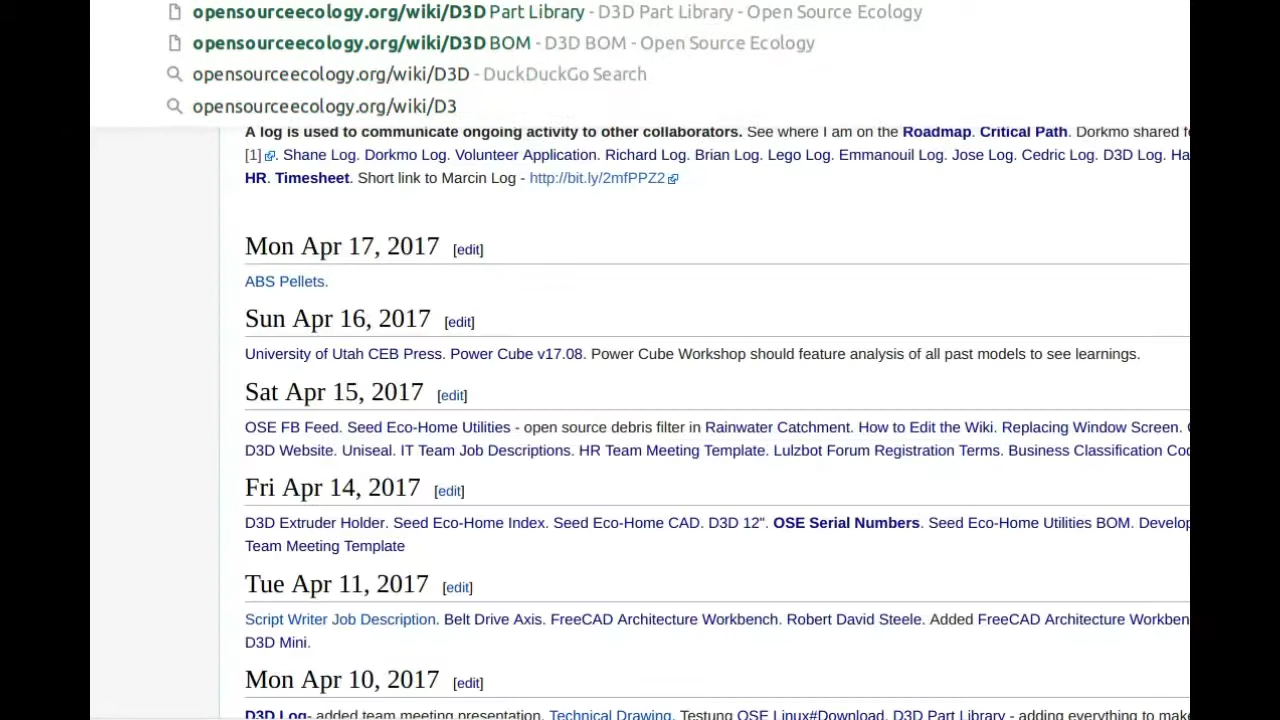 opensourceecology.org/wiki/D3D Part Library - D3D Part Library - Open Source Ecology
opensourceecology.org/wiki/D3D BOM - D3D BOM - Open Source Ecology
opensourceecology.org/wiki/D3D - DuckDuckGo Search
opensourceecology.org/wiki/D3
A log is used to communicate ongoing activity to other collaborators. See where I am on the Roadmap. Critical Path. Dorkmo shared
[1]. Shane Log. Dorkmo Log. Volunteer Application. Richard Log. Brian Log. Lego Log. Emmanouil Log. Jose Log. Cedric Log. D3D Log. Ha
HR. Timesheet. Short link to Marcin Log - http://bit.ly/2mfPPZ2
Mon Apr 17, 2017 [edit]
ABS Pellets.
Sun Apr 16, 2017 [edit]
University of Utah CEB Press. Power Cube v17.08. Power Cube Workshop should feature analysis of all past models to see learnings.
Sat Apr 15, 2017 [edit]
OSE FB Feed. Seed Eco-Home Utilities - open source debris filter in Rainwater Catchment. How to Edit the Wiki. Replacing Window Screen.
D3D Website. Uniseal. IT Team Job Descriptions. HR Team Meeting Template. Lulzbot Forum Registration Terms. Business Classification Co
Fri Apr 14, 2017 [edit]
D3D Extruder Holder. Seed Eco-Home Index. Seed Eco-Home CAD. D3D 12". OSE Serial Numbers. Seed Eco-Home Utilities BOM. Develop
Team Meeting Template
Tue Apr 11, 2017 [edit]
Script Writer Job Description. Belt Drive Axis. FreeCAD Architecture Workbench. Robert David Steele. Added FreeCAD Architecture Workben
D3D Mini.
Mon Apr 10, 2017 [edit]
D3D Log- added team meeting presentation. Technical Drawing. Testung OSE Linux#Download. D3D Part Library - adding everything to make